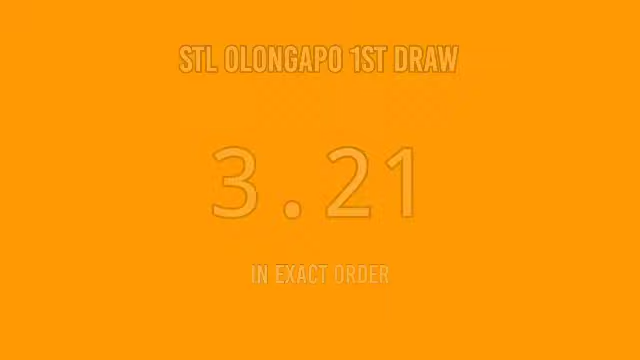 STL OLONGAPO 1ST DRAW
3 . 21
IN EXACT ORDER